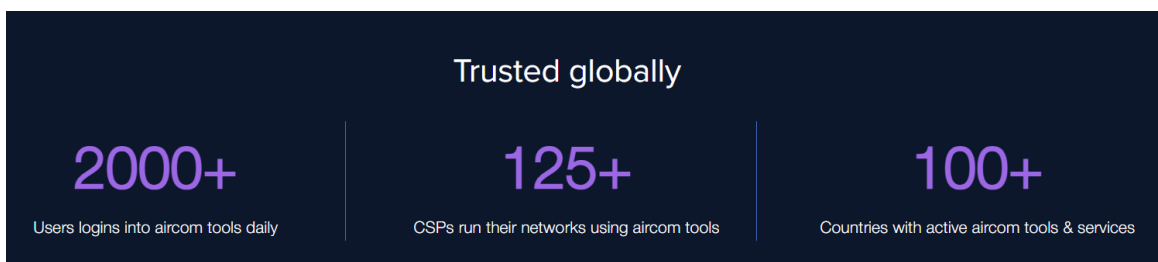 Trusted globally
2000+
Users logins into aircom tools daily
125+
CSPs run their networks using aircom tools
100+
Countries with active aircom tools & services